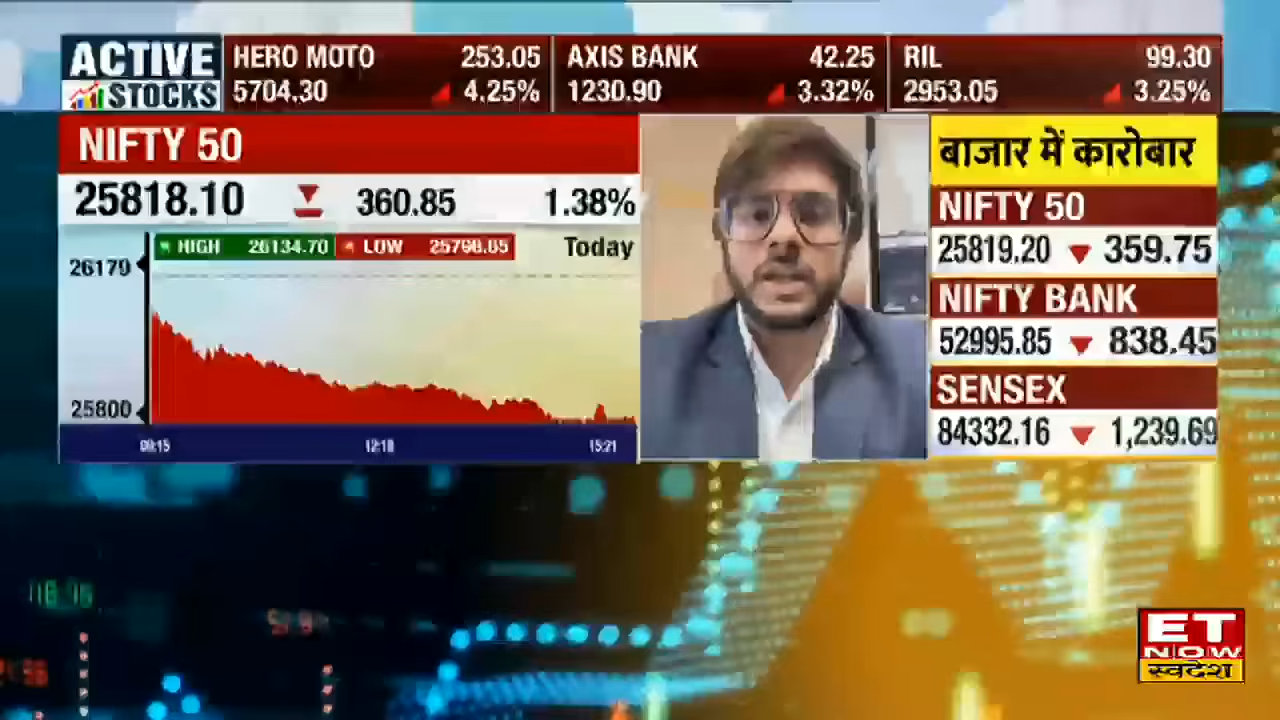 ACTIVE
STOCKS
HERO MOTO 253.05
5704.30 4.25%
AXIS BANK 42.25
1230.90 3.32%
RIL 99.30
2953.05 3.25%
NIFTY 50
25818.10 360.85 1.38%
HIGH 26134.70 LOW Today
26179
25800
09:15 12:18 15:21
बाजार में कारोबार
NIFTY 50
25819.20 359.75
NIFTY BANK
52995.85 838.45
SENSEX
84332.16 1,239.69
ET
NOW
स्वदेश